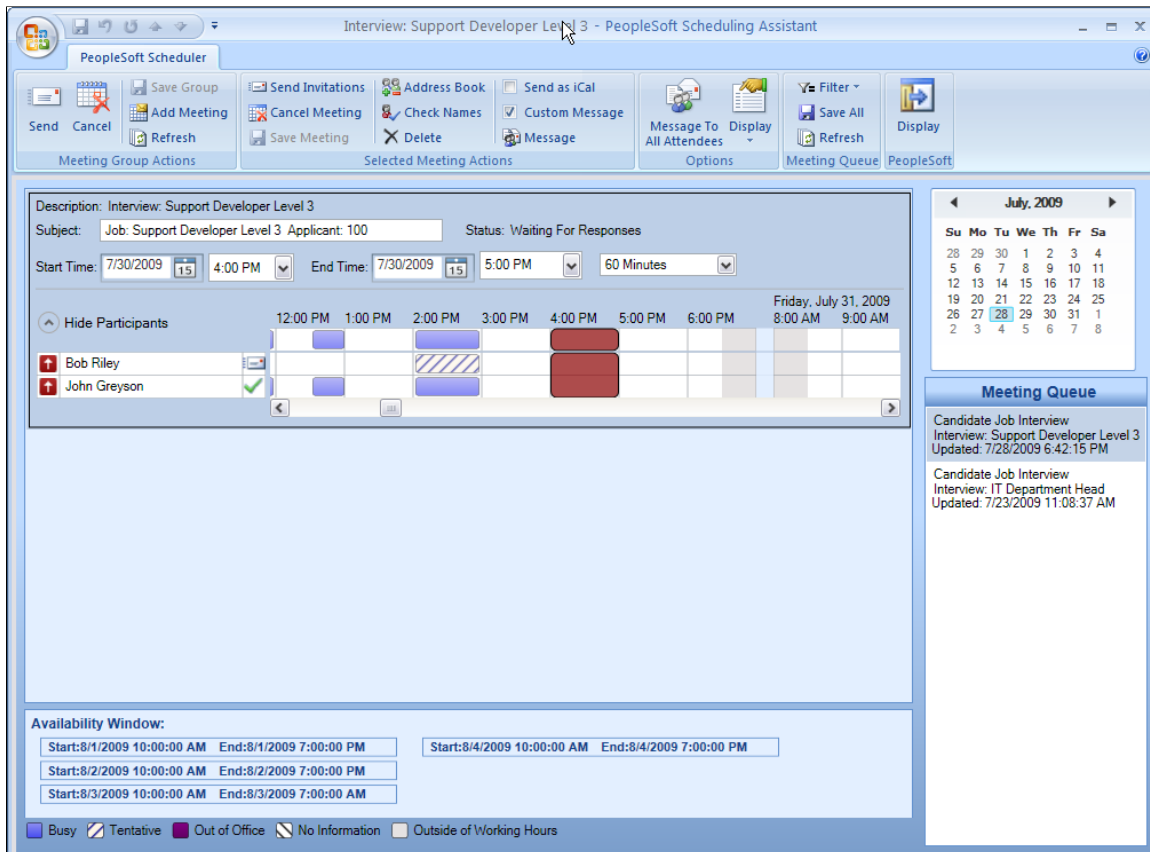 Interview: Support Developer Level 3 - PeopleSoft Scheduling Assistant
PeopleSoft Scheduler
Send
Cancel
Save Group
Add Meeting
Refresh
Meeting Group Actions
Send Invitations
Cancel Meeting
Save Meeting
Address Book
Check Names
Delete
Send as iCal
Custom Message
Message
Selected Meeting Actions
Message To
All Attendees
Display
Options
Filter
Save All
Refresh
Meeting Queue
Display
PeopleSoft
Description: Interview: Support Developer Level 3
Subject: Job: Support Developer Level 3 Applicant: 100 Status: Waiting For Responses
Start Time: 7/30/2009 15 4:00 PM End Time: 7/30/2009 15 5:00 PM 60 Minutes
Friday, July 31, 2009
Hide Participants 12:00 PM 1:00 PM 2:00 PM 3:00 PM 4:00 PM 5:00 PM 6:00 PM 8:00 AM 9:00 AM
Bob Riley
John Greyson
July, 2009
Su Mo Tu We Th Fr Sa
28 29 30 1 2 3 4
5 6 7 8 9 10 11
12 13 14 15 16 17 18
19 20 21 22 23 24 25
26 27 28 29 30 31 1
2 3 4 5 6 7 8
Meeting Queue
Candidate Job Interview
Interview: Support Developer Level 3
Updated: 7/28/2009 6:42:15 PM
Candidate Job Interview
Interview: IT Department Head
Updated: 7/23/2009 11:08:37 AM
Availability Window:
Start:8/1/2009 10:00:00 AM End:8/1/2009 7:00:00 PM
Start:8/4/2009 10:00:00 AM End:8/4/2009 7:00:00 PM
Start:8/2/2009 10:00:00 AM End:8/2/2009 7:00:00 PM
Start:8/3/2009 10:00:00 AM End:8/3/2009 7:00:00 AM
Busy Tentative Out of Office No Information Outside of Working Hours